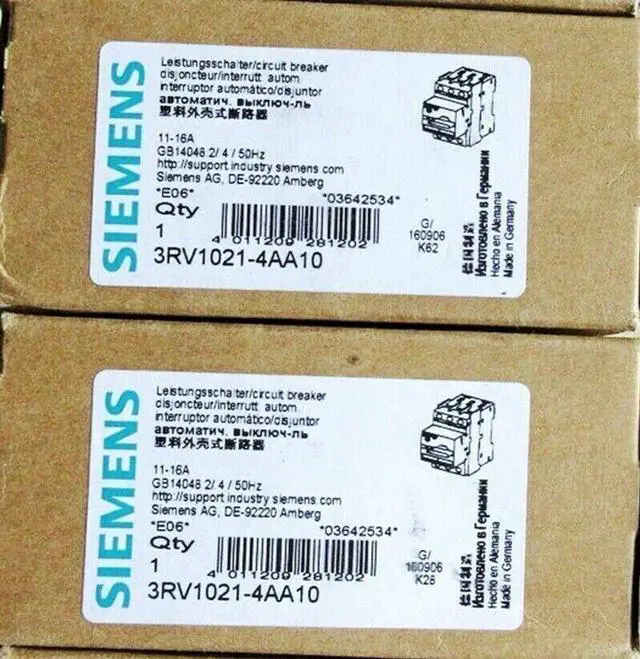 SIEMENS
Leistungsschalter/circuit breaker
disjoncteur/interrutt. autom.
interruptor automático/disjuntor
автоматич. выключ-ль
塑料外壳式断路器
11-16A
GB14048.2/ 4 / 50Hz
http://support.industry.siemens.com
Siemens AG, DE-92220 Amberg
*E06*
*03642534*
Qty
1
4 011209 281202
3RV1021-4AA10
G/
160906
K62
德国制造
Изготовлено в Германии
Hecho en Alemania
Made in Germany
SIEMENS
Leistungsschalter/circuit breaker
disjoncteur/interrutt. autom.
interruptor automático/disjuntor
автоматич. выключ-ль
塑料外壳式断路器
11-16A
GB14048.2/ 4 / 50Hz
http://support.industry.siemens.com
Siemens AG, DE-92220 Amberg
*E06*
*03642534*
Qty
1
4 011209 281202
3RV1021-4AA10
G/
160906
K26
德国制造
Изготовлено в Германии
Hecho en Alemania
Made in Germany